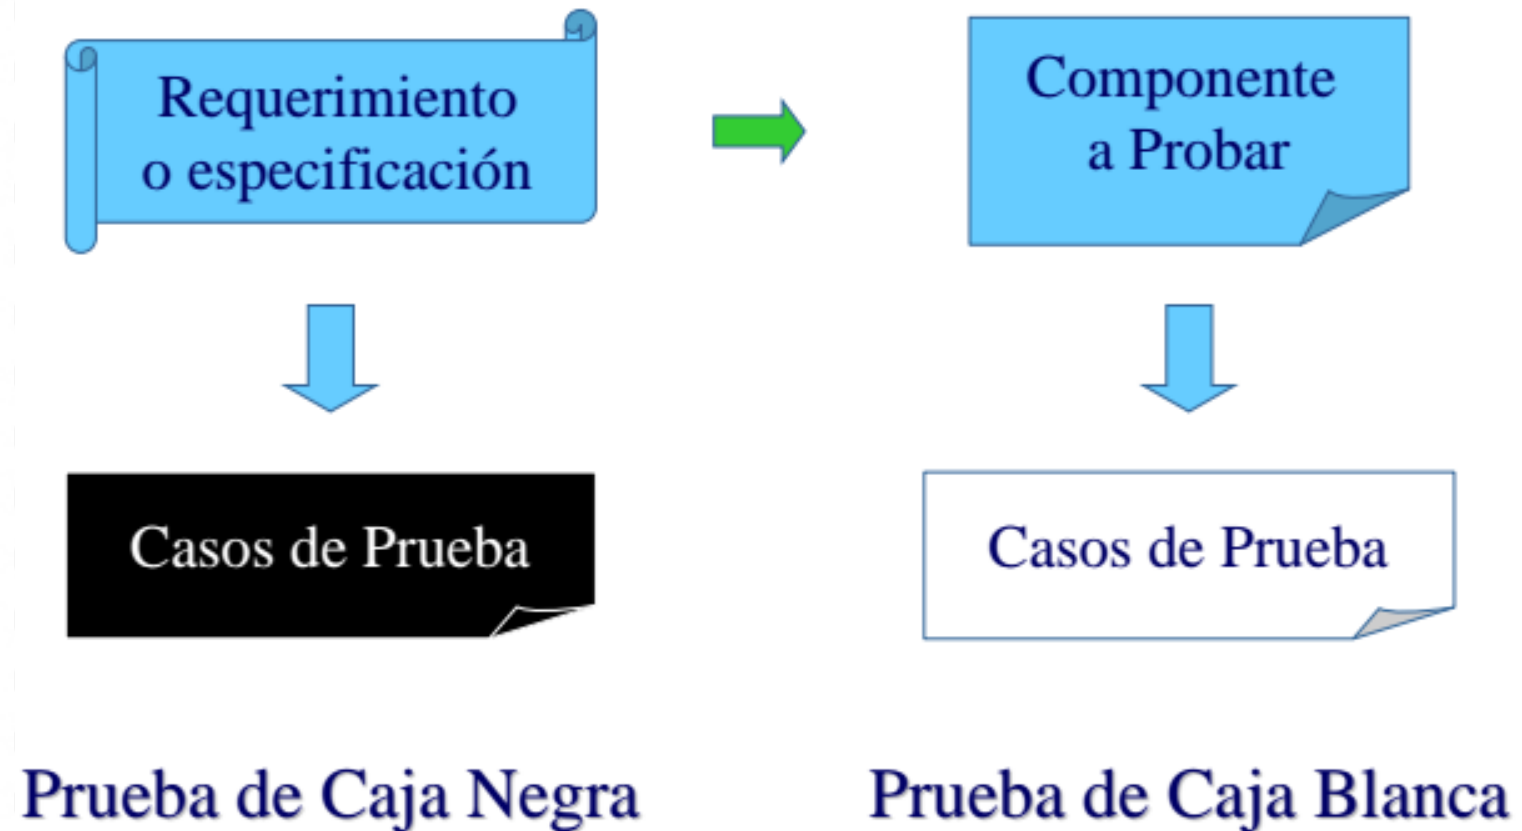 Requerimiento
o especificación
Componente
a Probar
Casos de Prueba
Casos de Prueba
Prueba de Caja Negra
Prueba de Caja Blanca